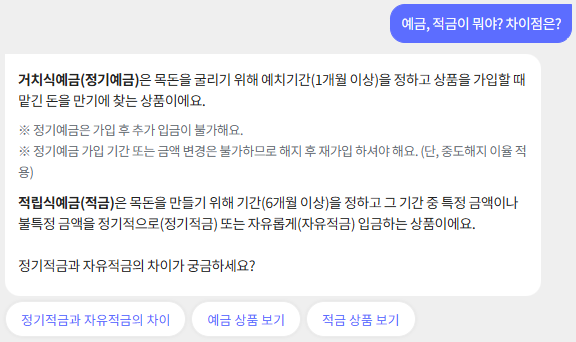 예금, 적금이 뭐야? 차이점은?
거치식예금(정기예금)은 목돈을 굴리기 위해 예치기간(1개월 이상)을 정하고 상품을 가입할 때
맡긴 돈을 만기에 찾는 상품이에요.
※ 정기예금은 가입 후 추가 입금이 불가해요.
※ 정기예금 가입 기간 또는 금액 변경은 불가하므로 해지 후 재가입 하셔야 해요. (단, 중도해지 이율 적
용)
적립식예금(적금)은 목돈을 만들기 위해 기간(6개월 이상)을 정하고 그 기간 중 특정 금액이나
불특정 금액을 정기적으로(정기적금) 또는 자유롭게(자유적금) 입금하는 상품이에요.
정기적금과 자유적금의 차이가 궁금하세요?
정기적금과 자유적금의 차이
예금 상품 보기
적금 상품 보기